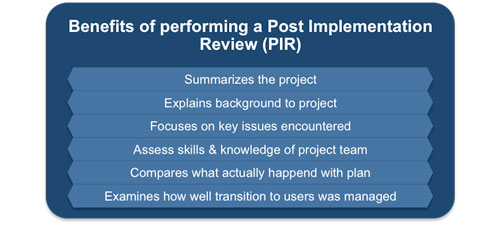 Benefits of performing a Post Implementation
Review (PIR)
Summarizes the project
Explains background to project
Focuses on key issues encountered
Assess skills & knowledge of project team
Compares what actually happend with plan
Examines how well transition to users was managed